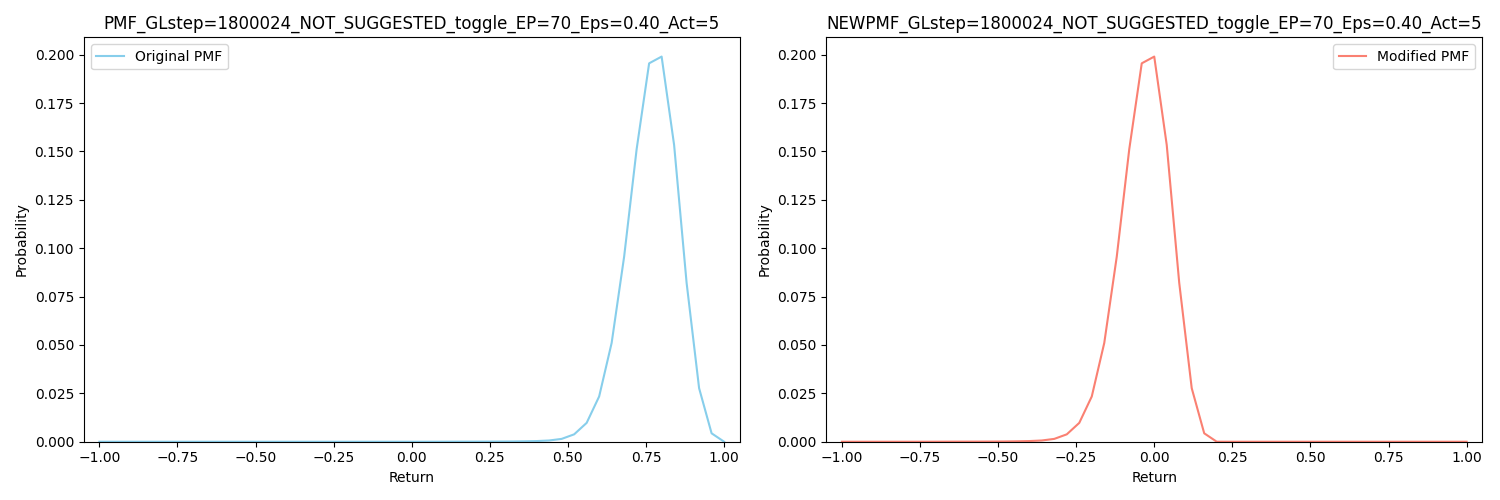 PMF_GLstep=1800024_NOT_SUGGESTED_toggle_EP=70_Eps=0.40_Act=5
Original PMF
0.200
0.175
0.150
0.125
0.100
0.075
0.050
0.025
0.000
Probability
−1.00 −0.75 −0.50 −0.25 0.00 0.25 0.50 0.75 1.00
Return
NEWPMF_GLstep=1800024_NOT_SUGGESTED_toggle_EP=70_Eps=0.40_Act=5
Modified PMF
0.200
0.175
0.150
0.125
0.100
0.075
0.050
0.025
0.000
Probability
−1.00 −0.75 −0.50 −0.25 0.00 0.25 0.50 0.75 1.00
Return